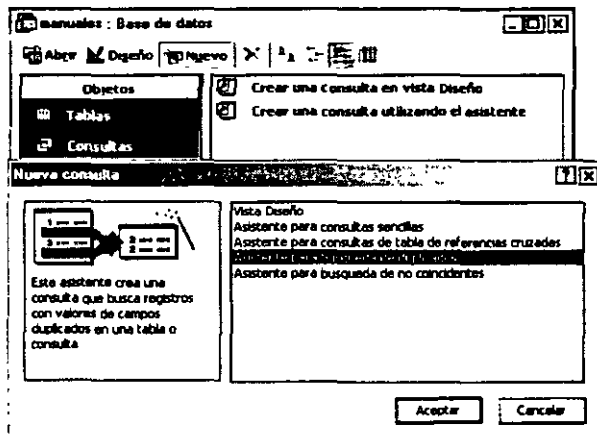 manuales : Base de datos
Abrir Diseño Nuevo
Objetos
Tablas
Consultas
Crear una consulta en vista Diseño
Crear una consulta utilizando el asistente
Nueva consulta
Este asistente crea una
consulta que busca registros
con valores de campos
duplicados en una tabla o
consulta
Vista Diseño
Asistente para consultas sencillas
Asistente para consultas de tabla de referencias cruzadas
Asistente para
Asistente para busqueda de no coincidentes
Aceptar Cancelar